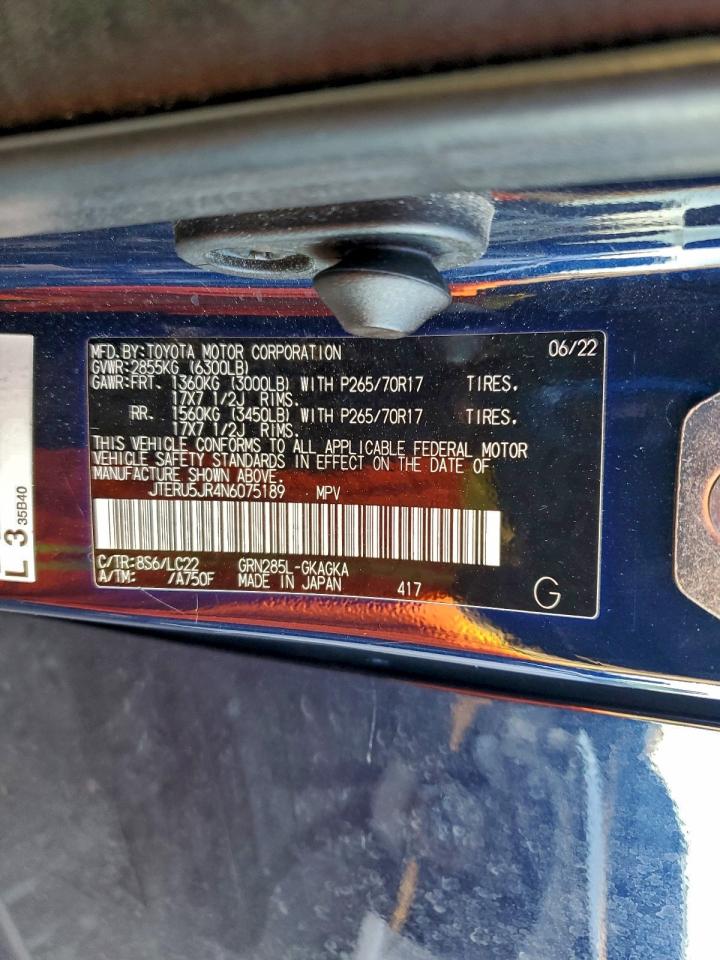 MFD.BY:TOYOTA MOTOR CORPORATION 06/22
GVWR:2855KG (6300LB)
GAWR:FRT. 1360KG (3000LB) WITH P265/70R17 TIRES.
17X7 1/2J RIMS.
RR. 1560KG (3450LB) WITH P265/70R17 TIRES.
17X7 1/2J RIMS.
THIS VEHICLE CONFORMS TO ALL APPLICABLE FEDERAL MOTOR
VEHICLE SAFETY STANDARDS IN EFFECT ON THE DATE OF
MANUFACTURE SHOWN ABOVE.
JTERU5JR4N6075189 MPV
C/TR:8S6/LC22 GRN285L-GKAGKA
A/TM: /A750F MADE IN JAPAN 417 G
L 3 35B40